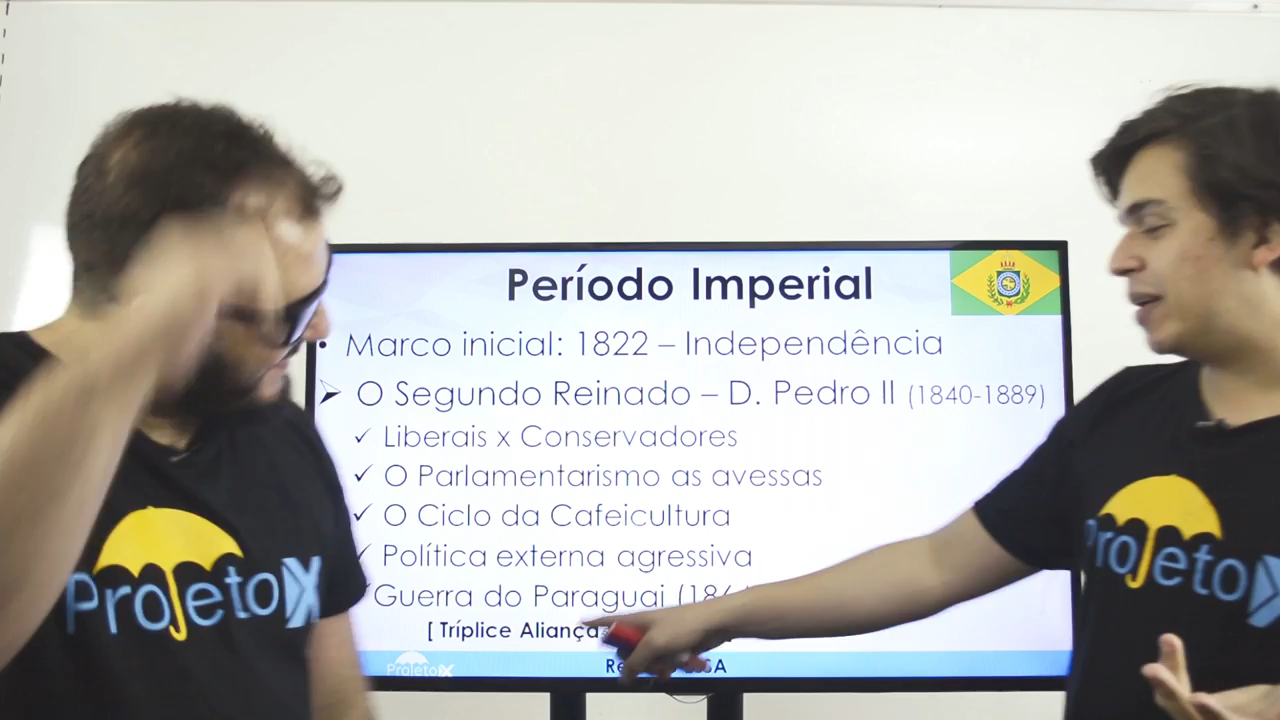 Período Imperial
• Marco inicial: 1822 – Independência
➢ O Segundo Reinado – D. Pedro II (1840-1889)
✓ Liberais x Conservadores
✓ O Parlamentarismo as avessas
✓ O Ciclo da Cafeicultura
✓ Política externa agressiva
✓ Guerra do Paraguai (186
[ Tríplice Aliança
ProjetoX
ProjetoX
ProjetoX